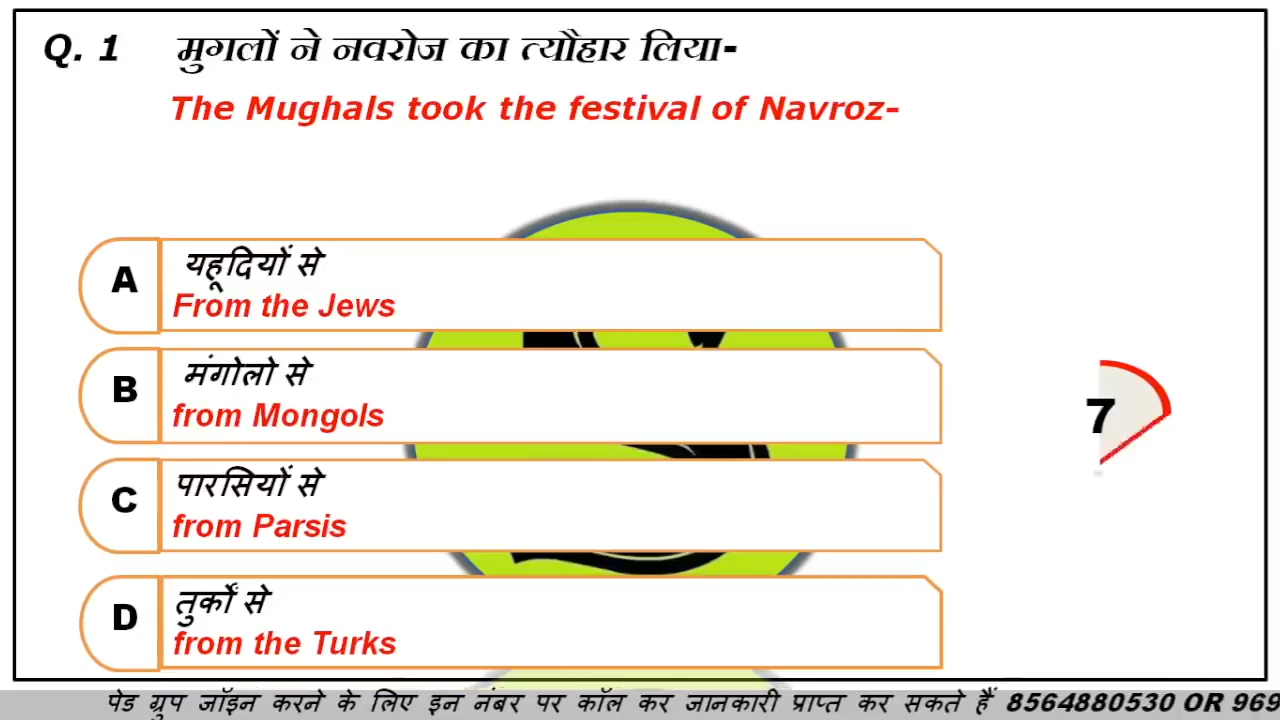 Q. 1 मुगलों ने नवरोज का त्यौहार लिया-
The Mughals took the festival of Navroz-
A यहूदियों से
From the Jews
B मंगोलो से
from Mongols
7
C पारसियों से
from Parsis
D तुर्कों से
from the Turks
पेड ग्रुप जॉइन करने के लिए इन नंबर पर कॉल कर जानकारी प्राप्त कर सकते हैं 8564880530 OR 969